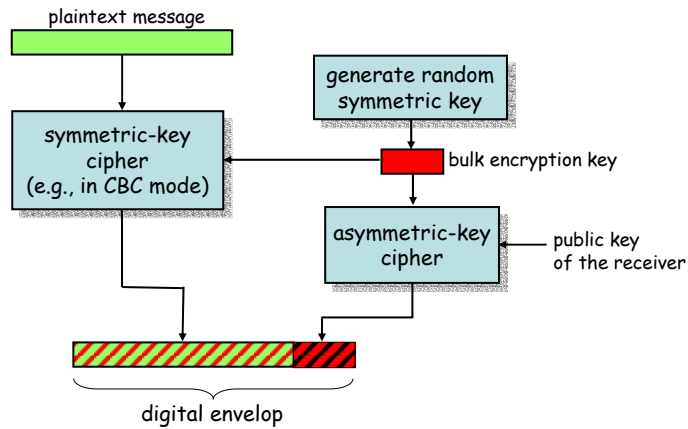 plaintext message
generate random
symmetric key
symmetric-key
cipher
(e.g., in CBC mode)
bulk encryption key
asymmetric-key
cipher
public key
of the receiver
digital envelop